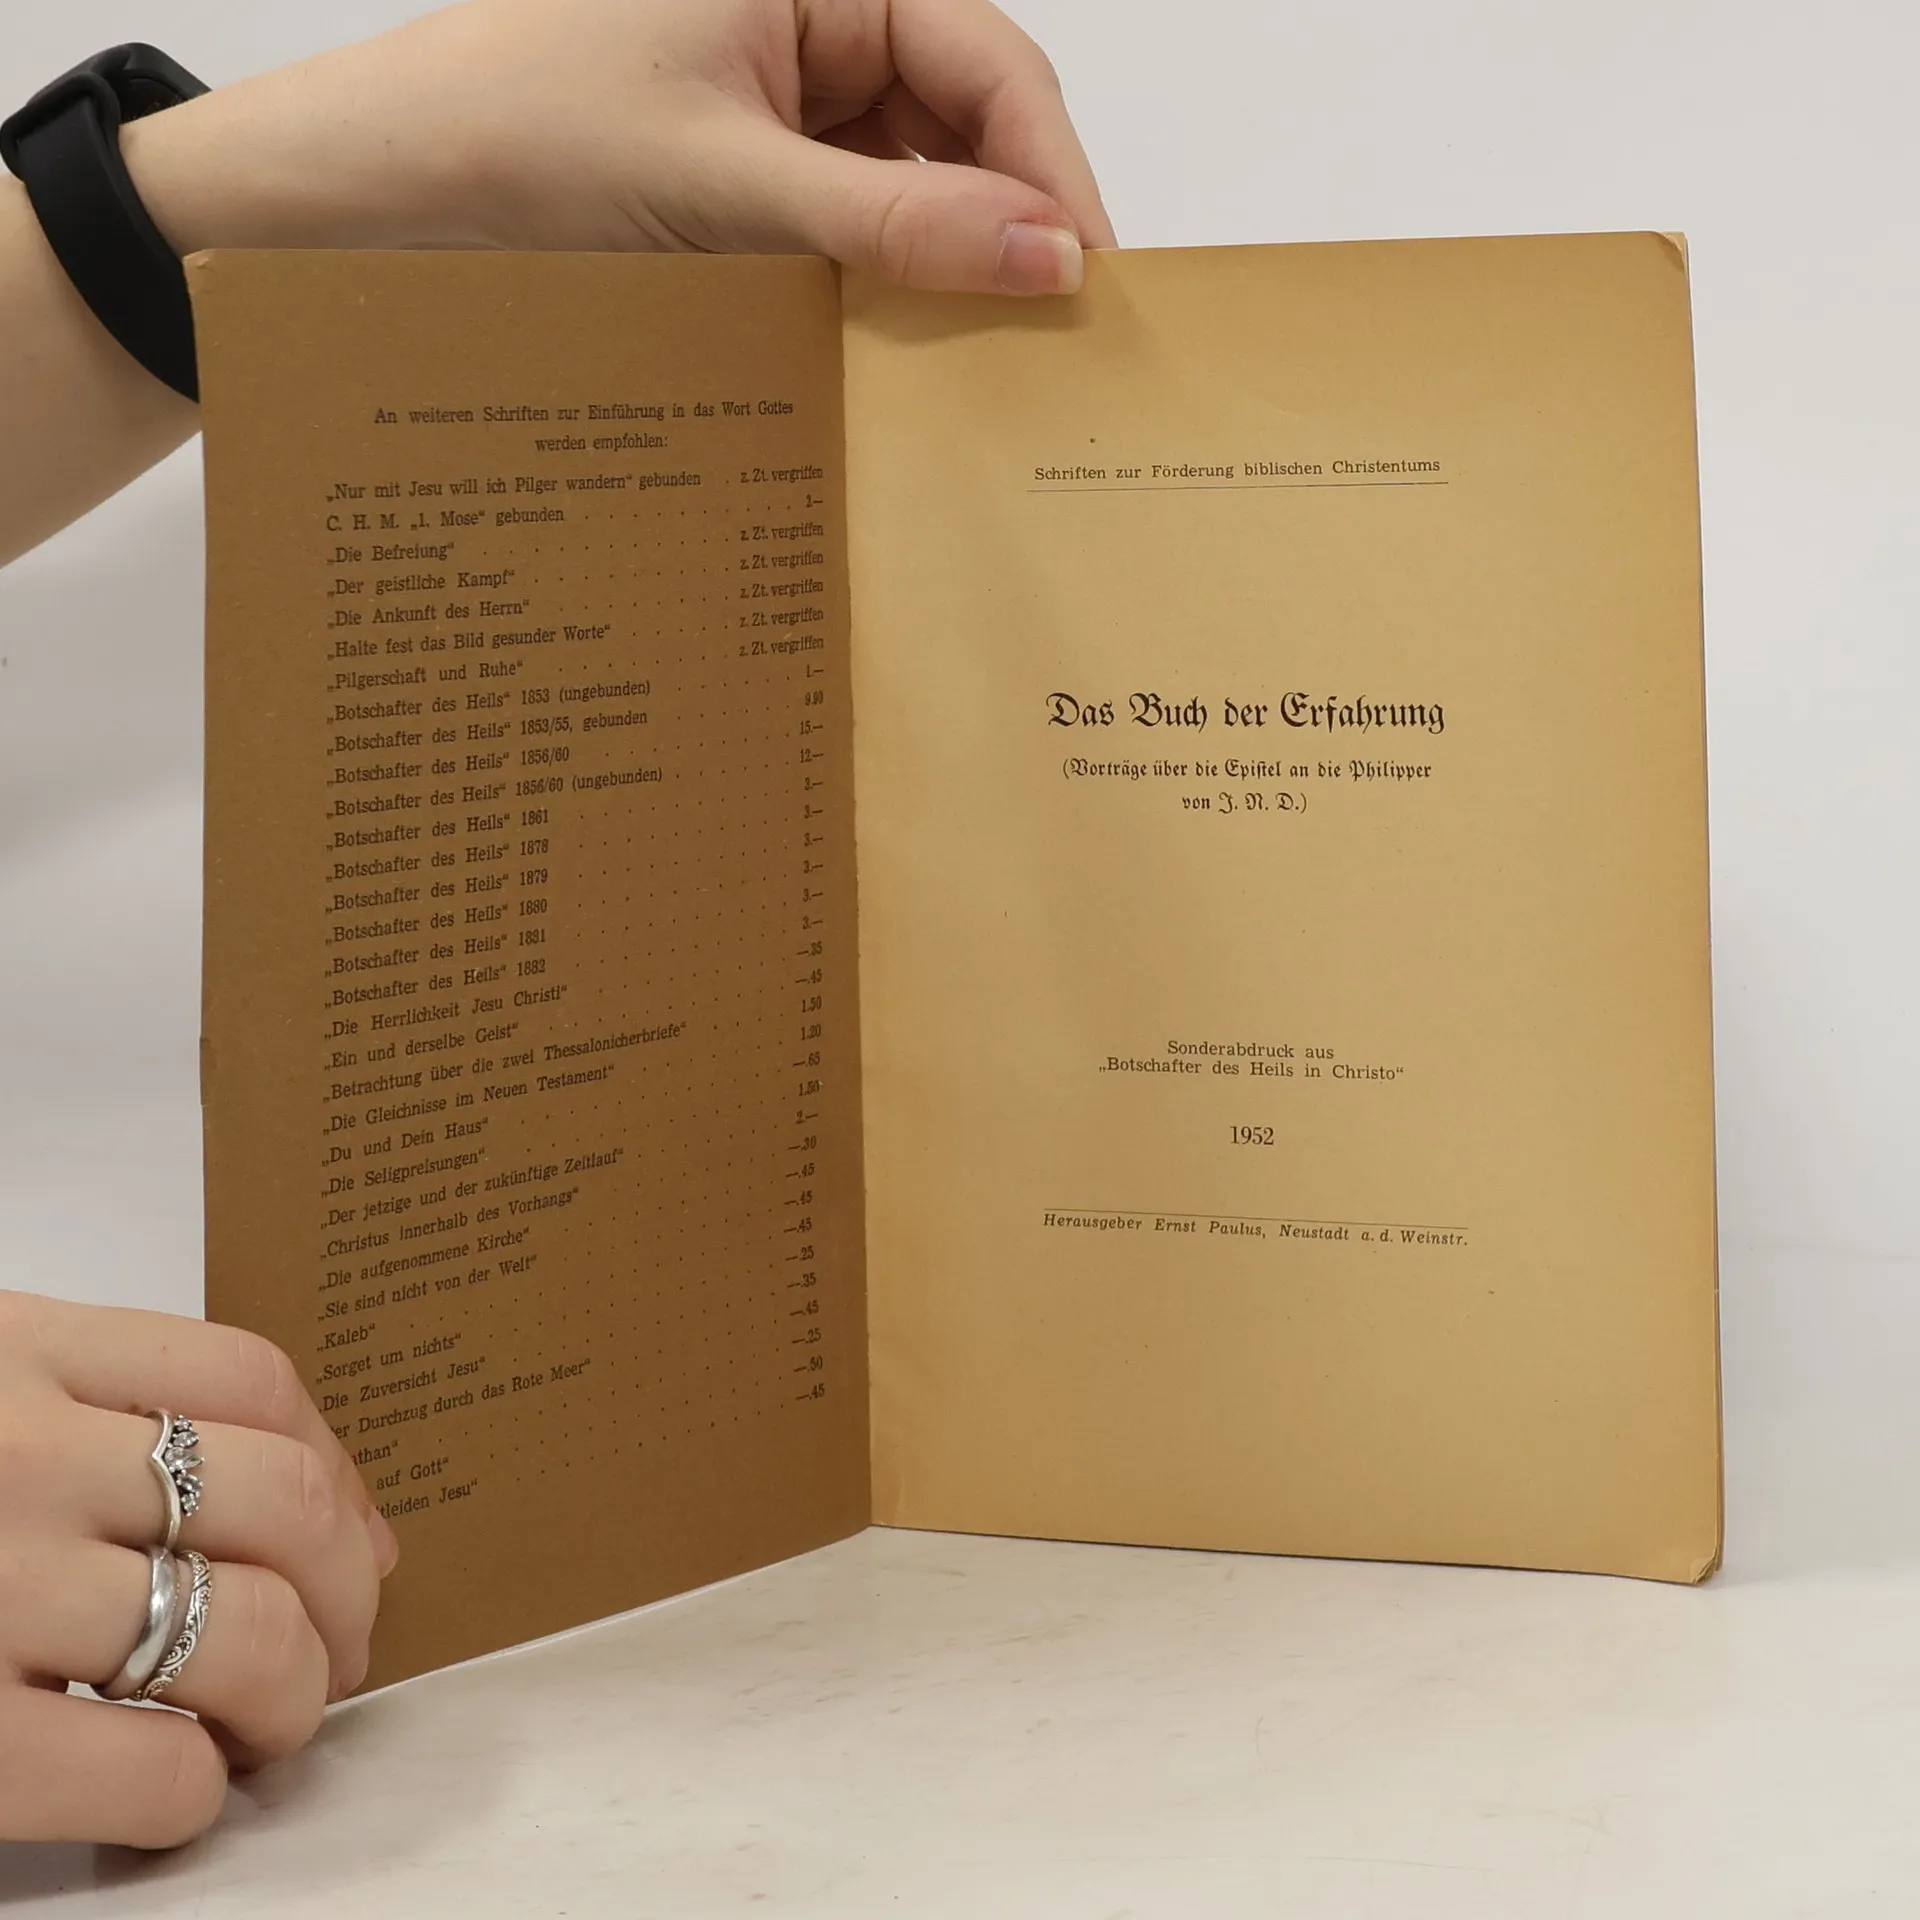 An weiteren Schriften zur Einführung in das Wort Gottes
werden empfohlen:
„Nur mit Jesu will ich Pilger wandern“ gebunden . z. Zt. vergriffen
C. H. M. „1. Mose“ gebunden . . . . . . . . . 2—
„Die Befreiung“ . . . . . . . . . . z. Zt. vergriffen
„Der geistliche Kampf“ . . . . . . . . z. Zt. vergriffen
„Die Ankunft des Herrn“ . . . . . . . z. Zt. vergriffen
„Halte fest das Bild gesunder Worte“ . . . . . z. Zt. vergriffen
„Pilgerschaft und Ruhe“ . . . . . . . z. Zt. vergriffen
„Botschafter des Heils“ 1853 (ungebunden) . . . . . . 1.—
„Botschafter des Heils“ 1853/55, gebunden . . . . . . 9.90
„Botschafter des Heils“ 1856/60 . . . . . . . . 15.—
„Botschafter des Heils“ 1856/60 (ungebunden) . . . . . 12.—
„Botschafter des Heils“ 1861 . . . . . . . . .
„Botschafter des Heils“ 1878 . . . . . . . . . 3.—
„Botschafter des Heils“ 1879 . . . . . . . . . 3.—
„Botschafter des Heils“ 1880 . . . . . . . . . 3.—
„Botschafter des Heils“ 1881 . . . . . . . . . 3.—
„Botschafter des Heils“ 1882 . . . . . . . . . 3.—
„Die Herrlichkeit Jesu Christi“ . . . . . . . . —.35
„Ein und derselbe Geist“ . . . . . . . . . . —.45
„Betrachtung über die zwei Thessalonicherbriefe“ . . . . 1.50
„Die Gleichnisse im Neuen Testament“ . . . . . . 1.20
„Du und Dein Haus“ . . . . . . . . . . . —.65
„Die Seligpreisungen“ . . . . . . . . . . . 1.50
„Der jetzige und der zukünftige Zeitlauf“ . . . . . . 2.—
„Christus innerhalb des Vorhangs“ . . . . . . . —.30
„Die aufgenommene Kirche“ . . . . . . . . . —.45
„Sie sind nicht von der Welt“ . . . . . . . . —.45
„Kaleb“ . . . . . . . . . . . . . . —.45
„Sorget um nichts“ . . . . . . . . . . . —.25
„Die Zuversicht Jesu“ . . . . . . . . . . —.35
er Durchzug durch das Rote Meer“ . . . . . . . —.45
athan“ . . . . . . . . . . . . . —.25
auf Gott“ . . . . . . . . . . . —.50
tleiden Jesu“ . . . . . . . . . . . —.45
Schriften zur Förderung biblischen Christentums
Das Buch der Erfahrung
(Vorträge über die Epistel an die Philipper
von J. N. D.)
Sonderabdruck aus
„Botschafter des Heils in Christo“
1952
Herausgeber Ernst Paulus, Neustadt a. d. Weinstr.